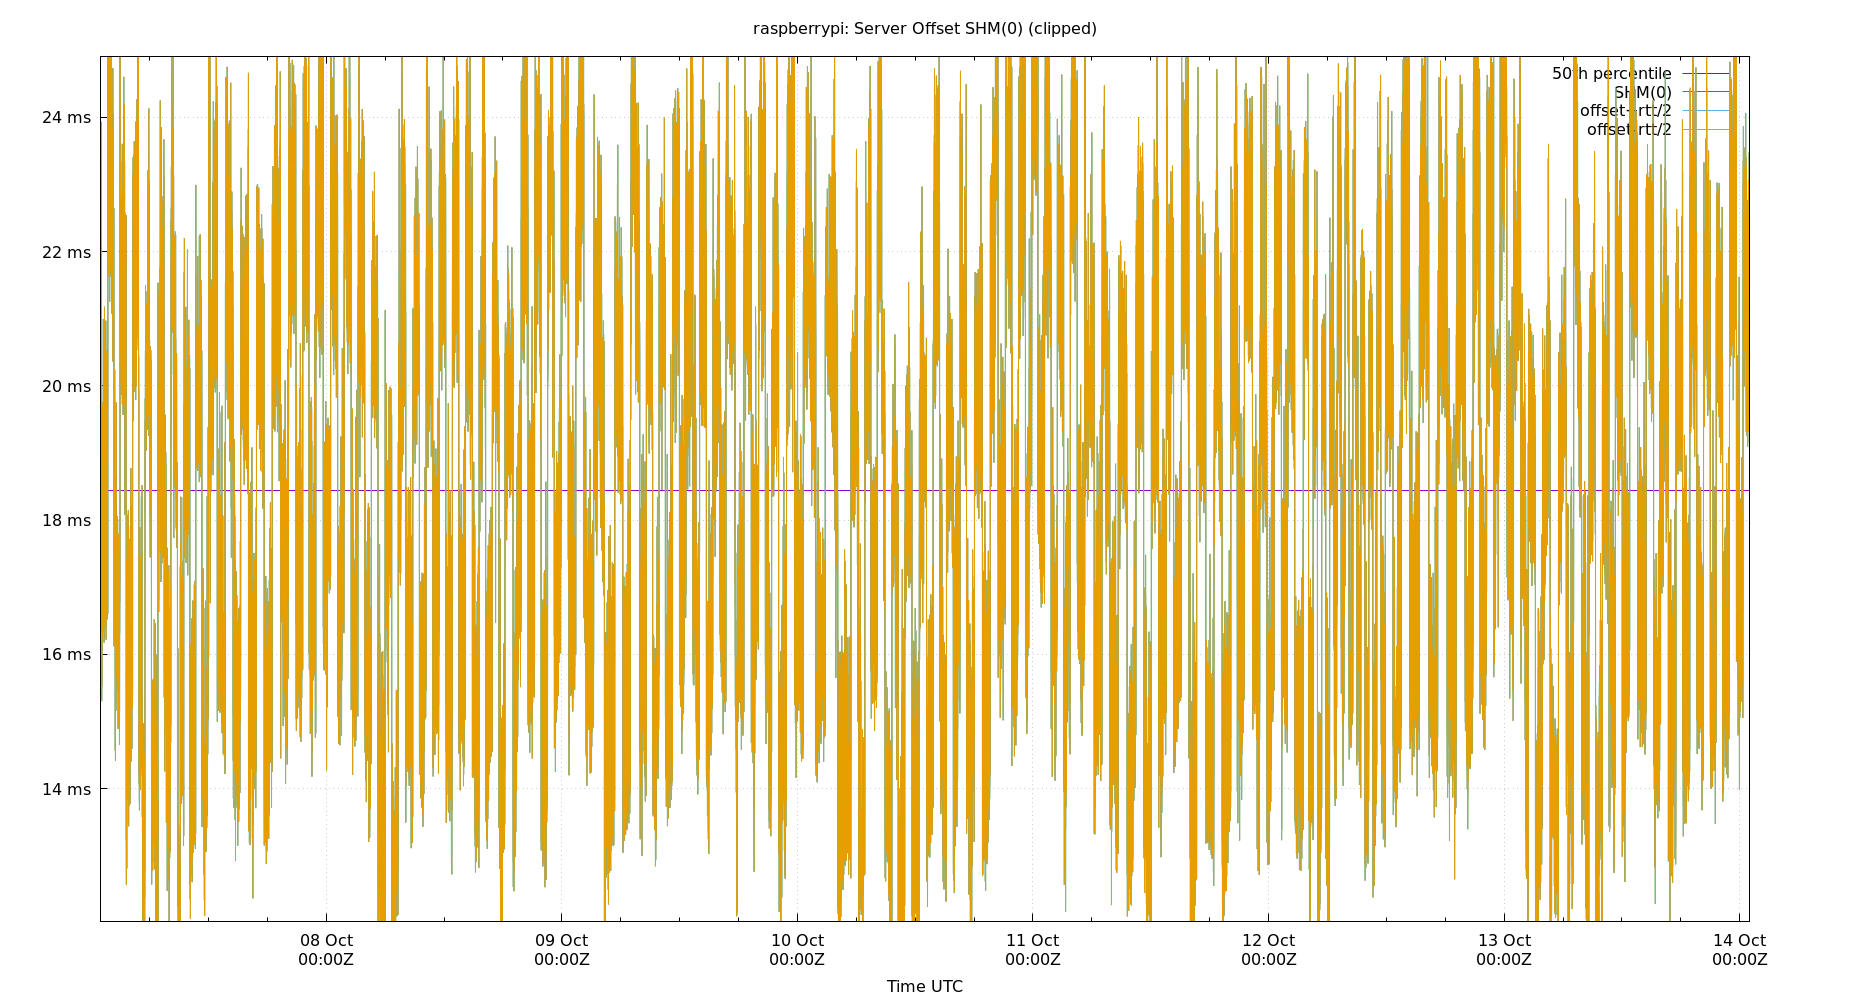 raspberrypi: Server Offset SHM(0) (clipped)
50th percentile
SHM(0)
offset+rtt/2
offset-rtt/2
24 ms
22 ms
20 ms
18 ms
16 ms
14 ms
08 Oct
00:00Z
09 Oct
00:00Z
10 Oct
00:00Z
11 Oct
00:00Z
12 Oct
00:00Z
13 Oct
00:00Z
14 Oct
00:00Z
Time UTC